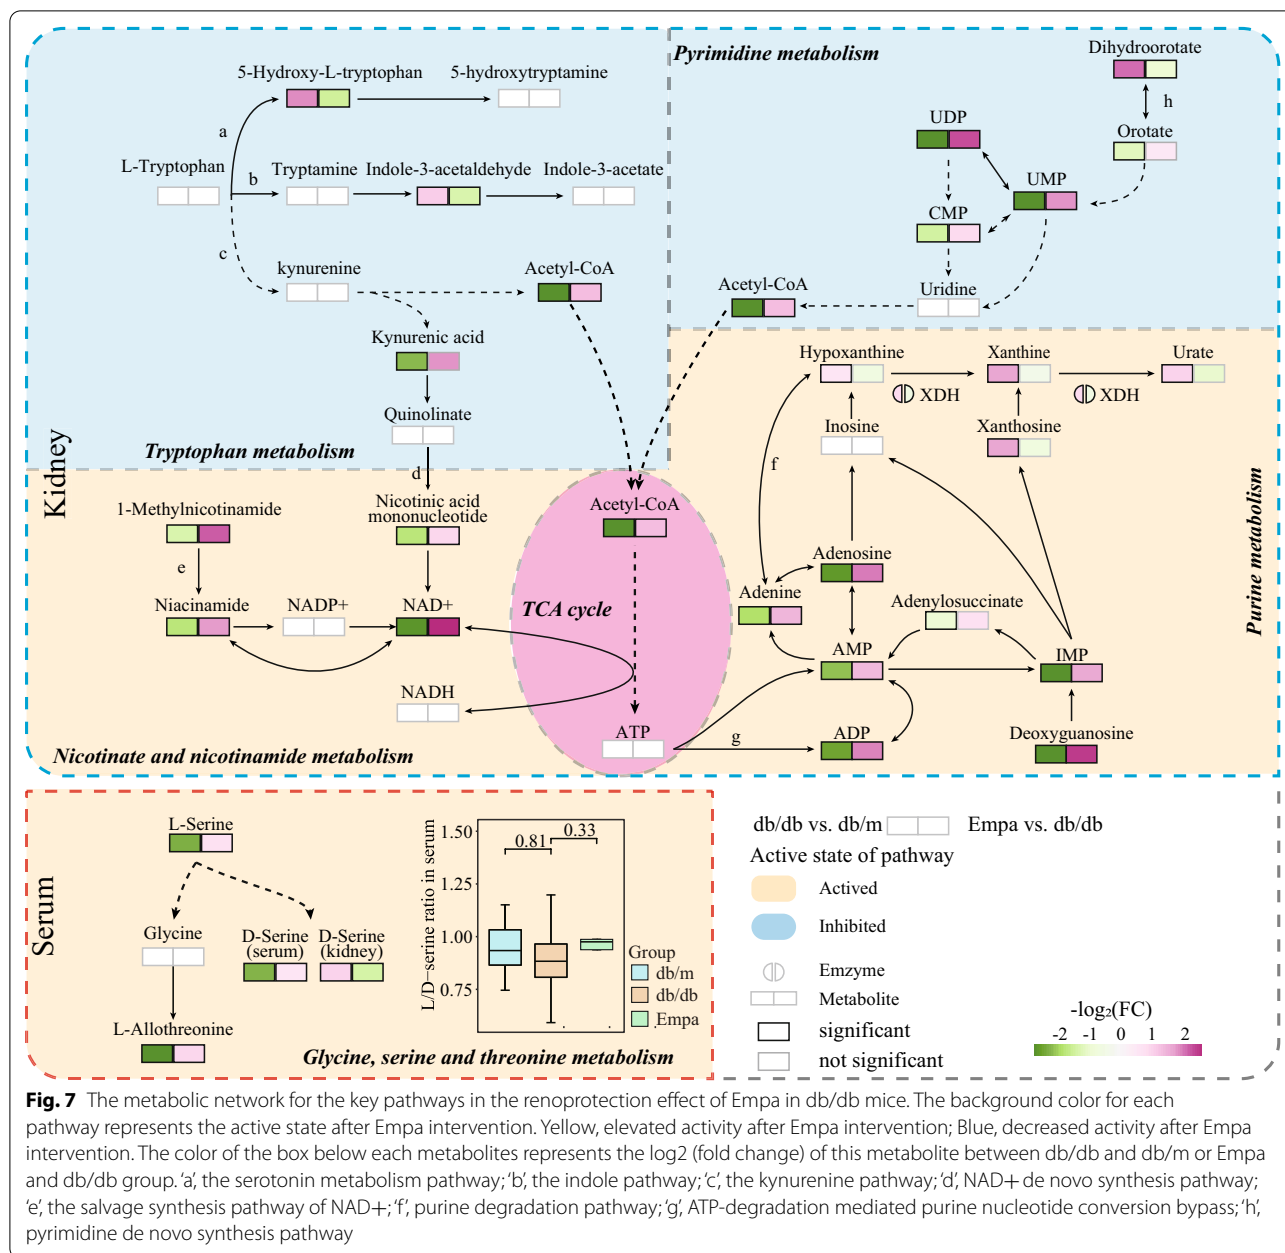 Pyrimidine metabolism
Dihydroorotate
5-Hydroxy-L-tryptophan
5-hydroxytryptamine
h
UDP
Orotate
a
L-Tryptophan
b
Tryptamine
Indole-3-acetaldehyde
Indole-3-acetate
UMP
CMP
c
kynurenine
Acetyl-CoA
Acetyl-CoA
Uridine
Kynurenic acid
Hypoxanthine
Xanthine
Urate
XDH
XDH
Quinolinate
Inosine
Xanthosine
Kidney
Tryptophan metabolism
d
f
1-Methylnicotinamide
Nicotinic acid
mononucleotide
Acetyl-CoA
Purine metabolism
e
Adenosine
Niacinamide
NADP+
NAD+
TCA cycle
Adenine
Adenylosuccinate
AMP
IMP
NADH
ATP
g
ADP
Deoxyguanosine
Nicotinate and nicotinamide metabolism
Serum
L-Serine
Glycine
D-Serine
(serum)
D-Serine
(kidney)
L-Allothreonine
L/D−serine ratio in serum
1.50
1.25
1.00
0.75
0.81
0.33
Group
db/m
db/db
Empa
Glycine, serine and threonine metabolism
db/db vs. db/m
Empa vs. db/db
Active state of pathway
Actived
Inhibited
Emzyme
Metabolite
significant
not significant
-log₂(FC)
-2 -1 0 1 2
Fig. 7 The metabolic network for the key pathways in the renoprotection effect of Empa in db/db mice. The background color for each
pathway represents the active state after Empa intervention. Yellow, elevated activity after Empa intervention; Blue, decreased activity after Empa
intervention. The color of the box below each metabolites represents the log2 (fold change) of this metabolite between db/db and db/m or Empa
and db/db group. ‘a’, the serotonin metabolism pathway; ‘b’, the indole pathway; ‘c’, the kynurenine pathway; ‘d’, NAD+ de novo synthesis pathway;
‘e’, the salvage synthesis pathway of NAD+; ‘f’, purine degradation pathway; ‘g’, ATP-degradation mediated purine nucleotide conversion bypass; ‘h’,
pyrimidine de novo synthesis pathway